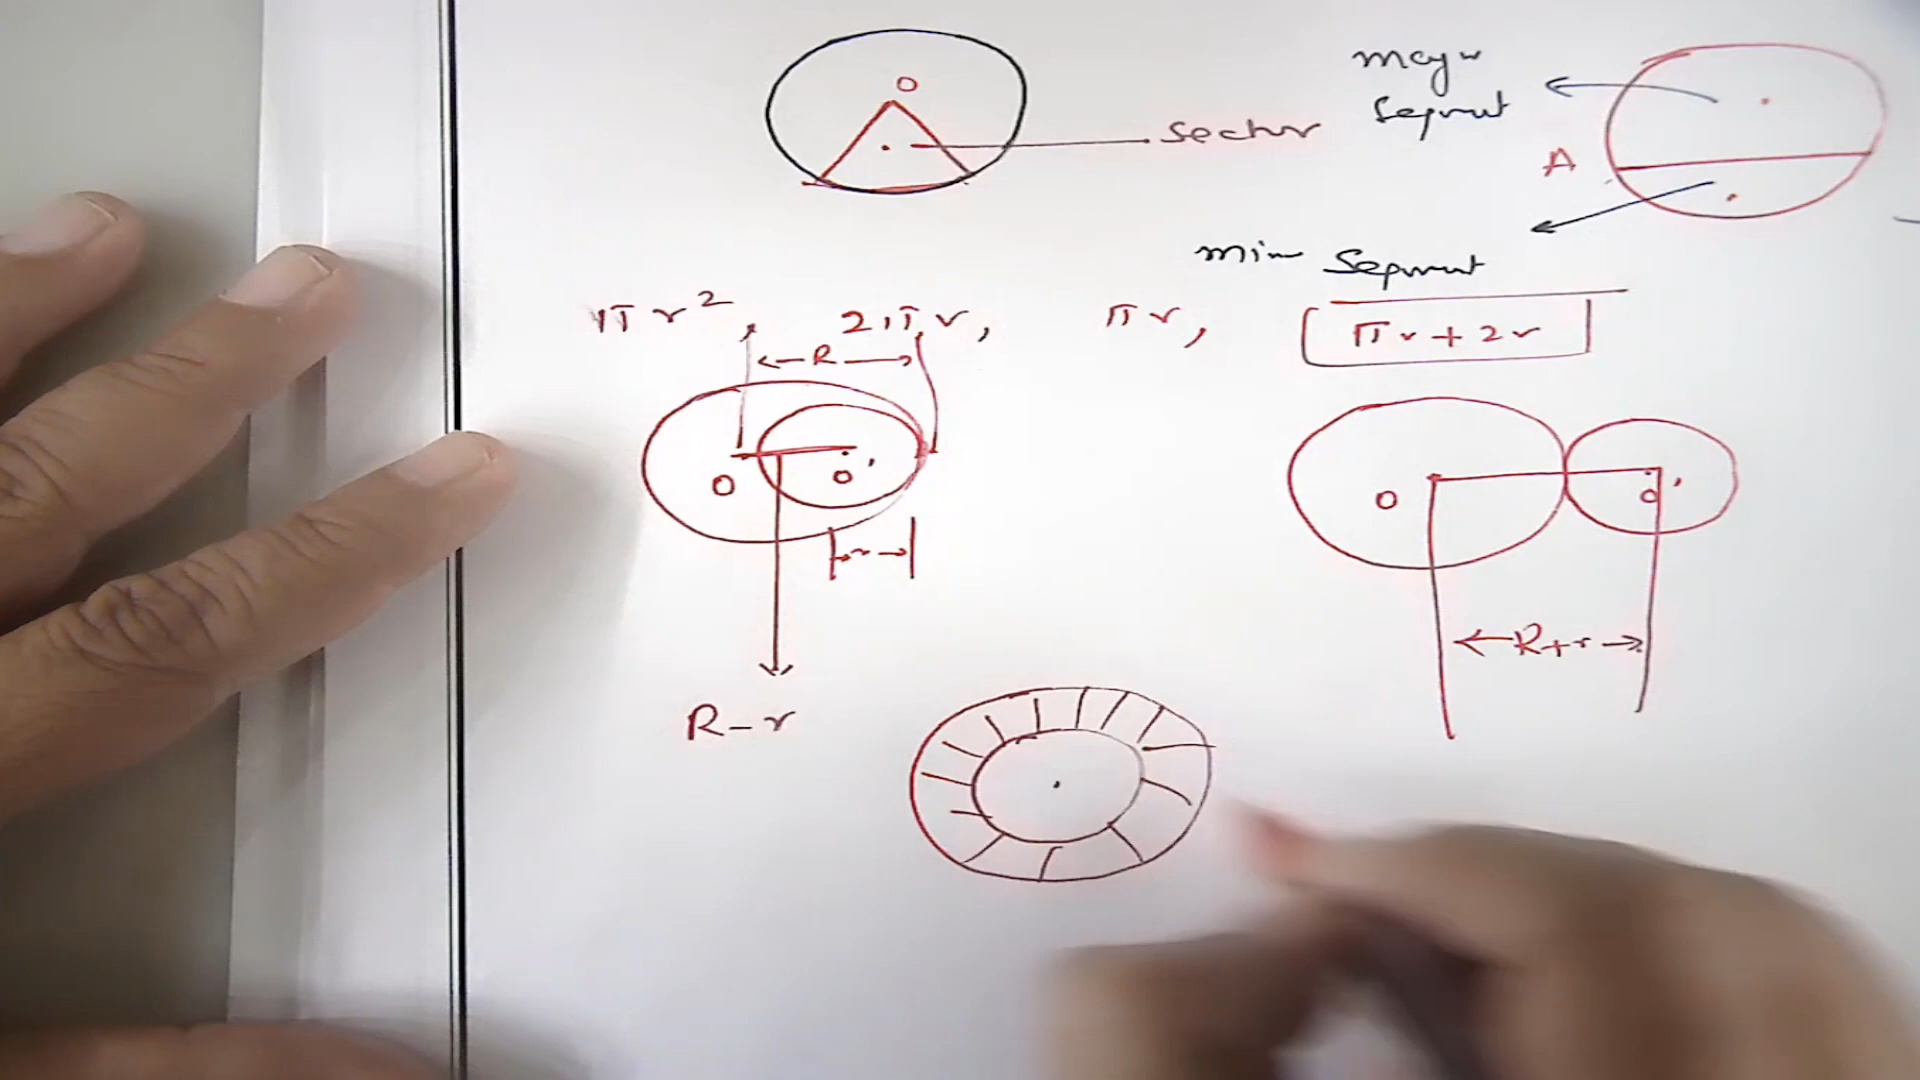 O
Sector
Major
Segment
A
Minor Segment
πr², 2πr, πr, πr+2r
R
O O'
O O'
r
R+r
R-r